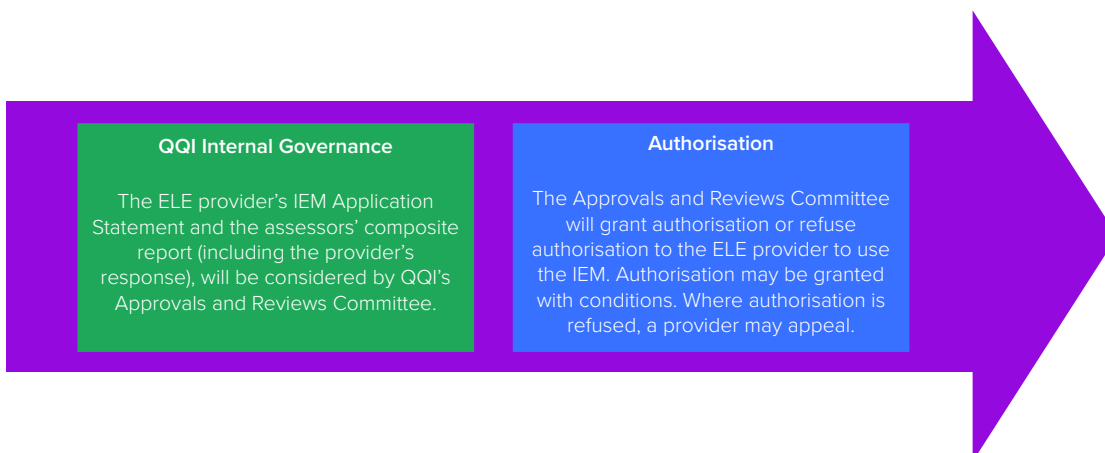 QQI Internal Governance
The ELE provider’s IEM Application
Statement and the assessors’ composite
report (including the provider’s
response), will be considered by QQI’s
Approvals and Reviews Committee.
Authorisation
The Approvals and Reviews Committee
will grant authorisation or refuse
authorisation to the ELE provider to use
the IEM. Authorisation may be granted
with conditions. Where authorisation is
refused, a provider may appeal.